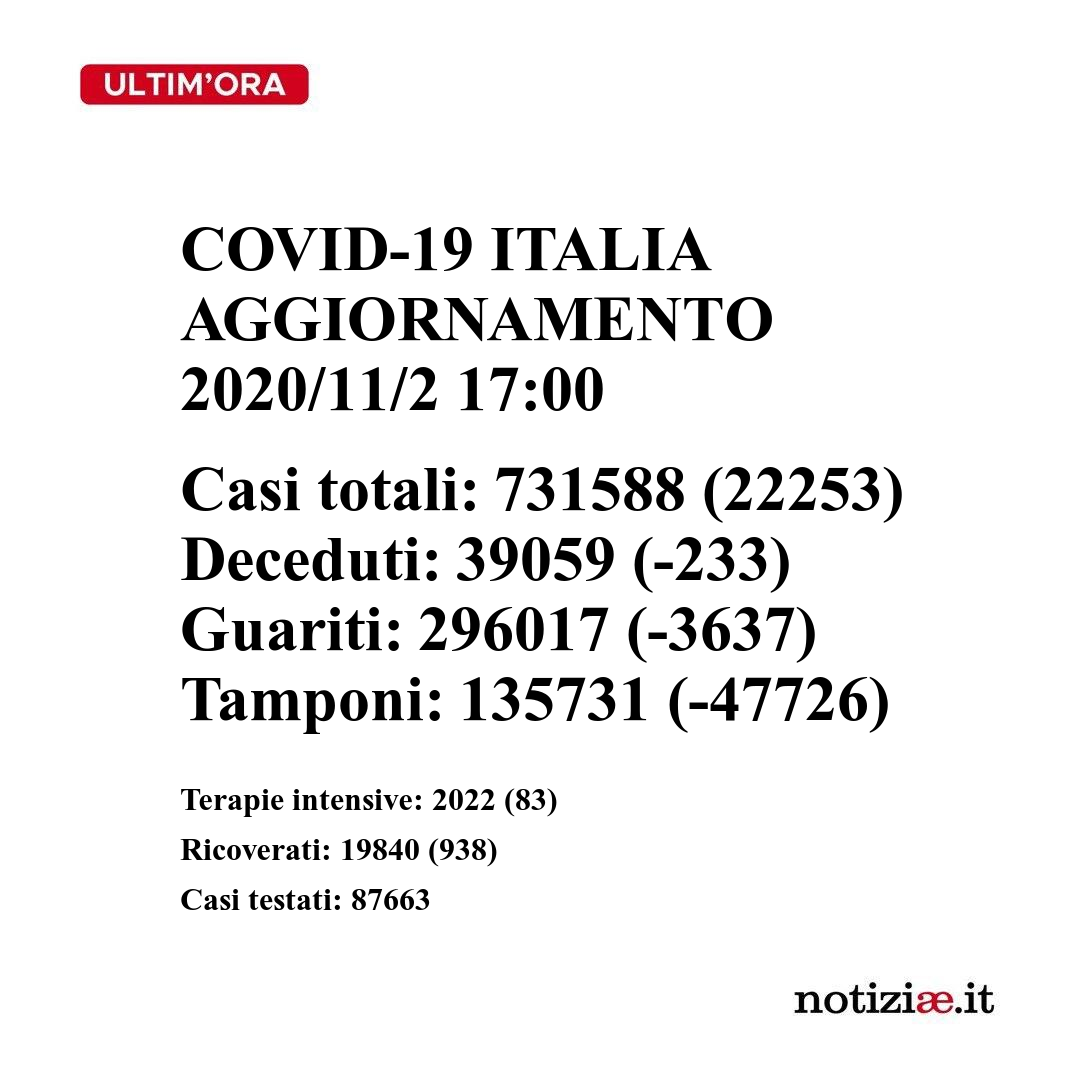 ULTIM'ORA
COVID-19 ITALIA
AGGIORNAMENTO
2020/11/2 17:00
Casi totali: 731588 (22253)
Deceduti: 39059 (-233)
Guariti: 296017 (-3637)
Tamponi: 135731 (-47726)
Terapie intensive: 2022 (83)
Ricoverati: 19840 (938)
Casi testati: 87663
notiziæ.it